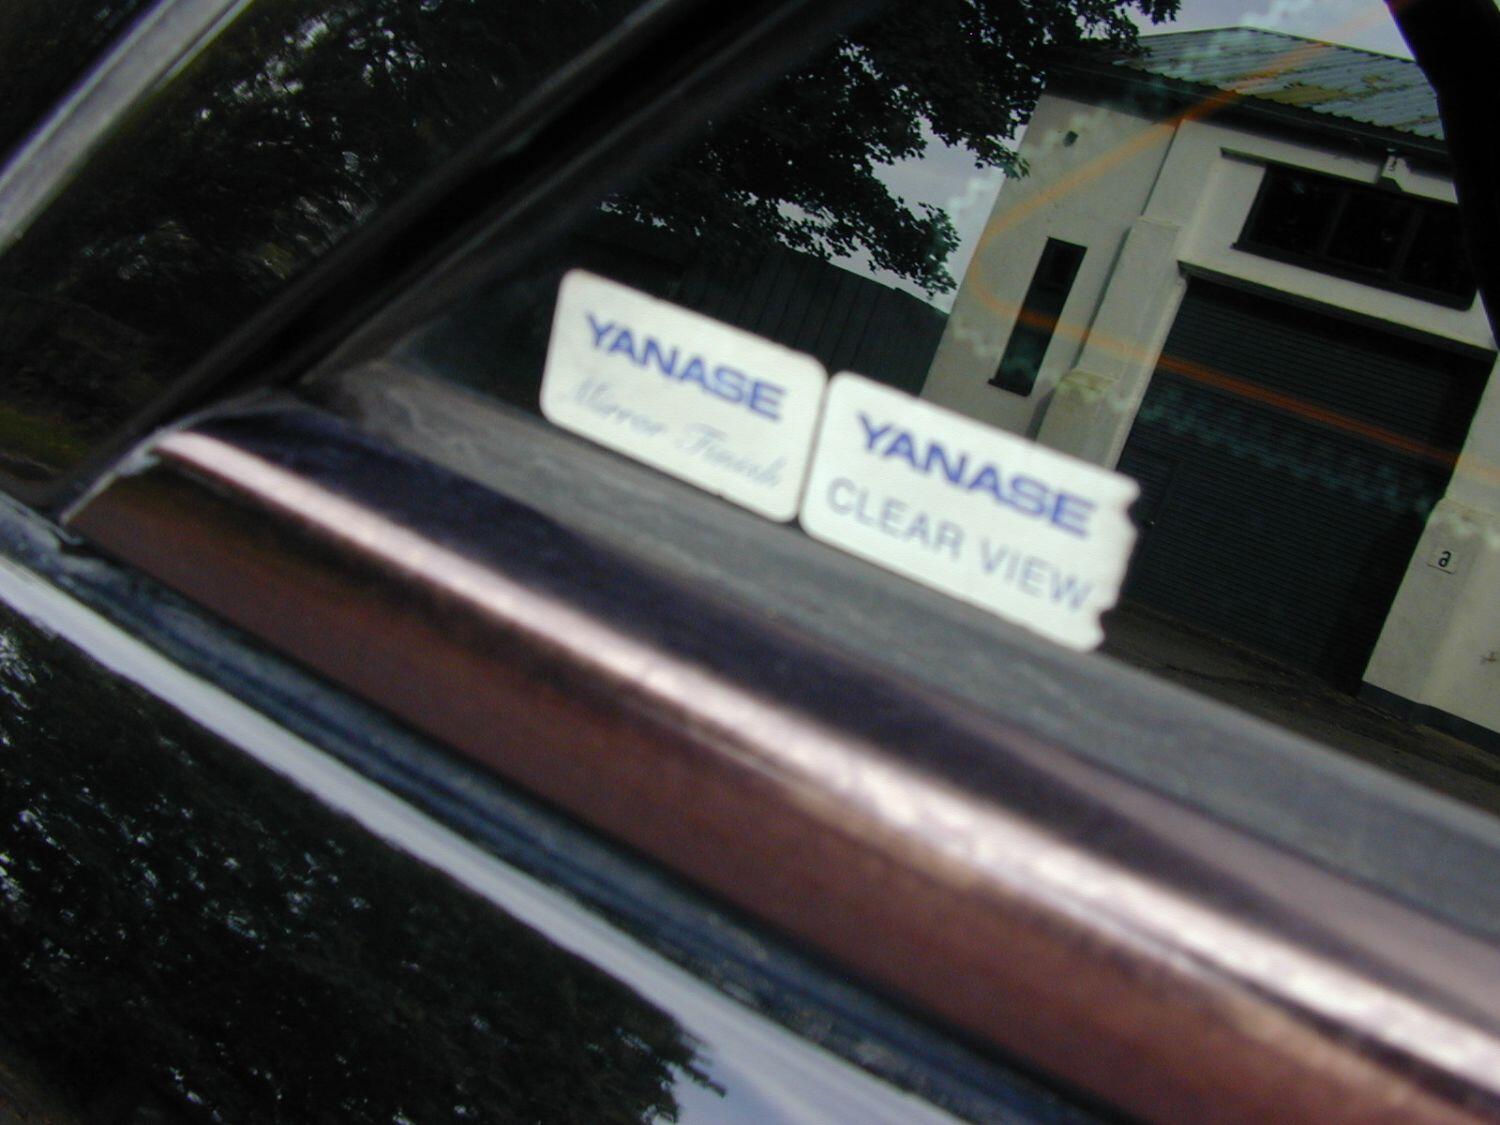 YANASE
Mirror Finish
YANASE
CLEAR VIEW
a